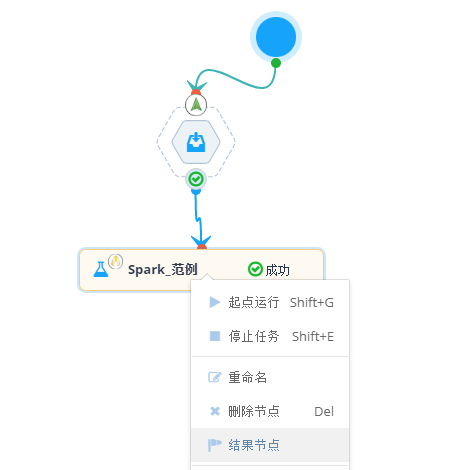 Spark_范例 成功
起点运行 Shift+G
停止任务 Shift+E
重命名
删除节点 Del
结果节点